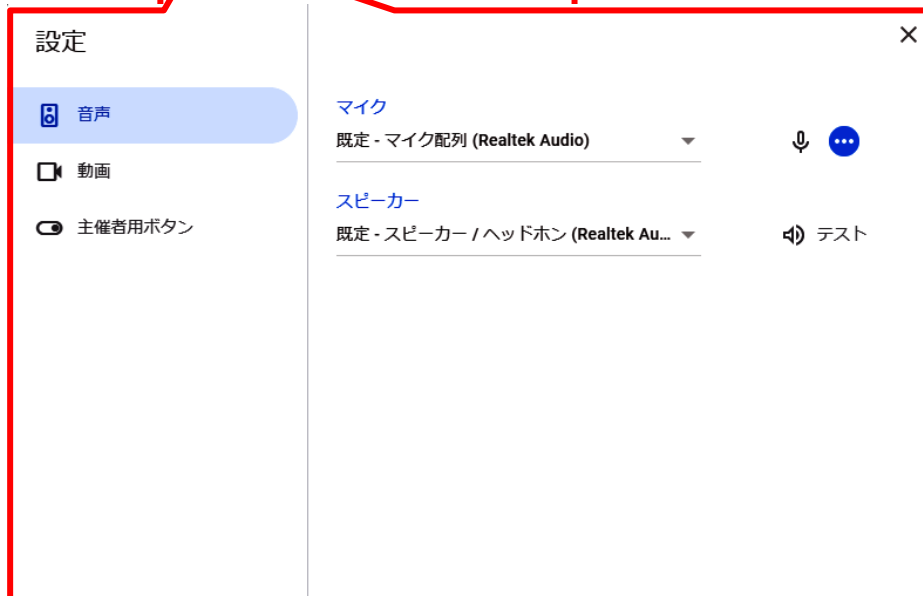 設定
音声
動画
主催者用ボタン
マイク
既定 - マイク配列 (Realtek Audio)
スピーカー
既定 - スピーカー / ヘッドホン (Realtek Au...
テスト